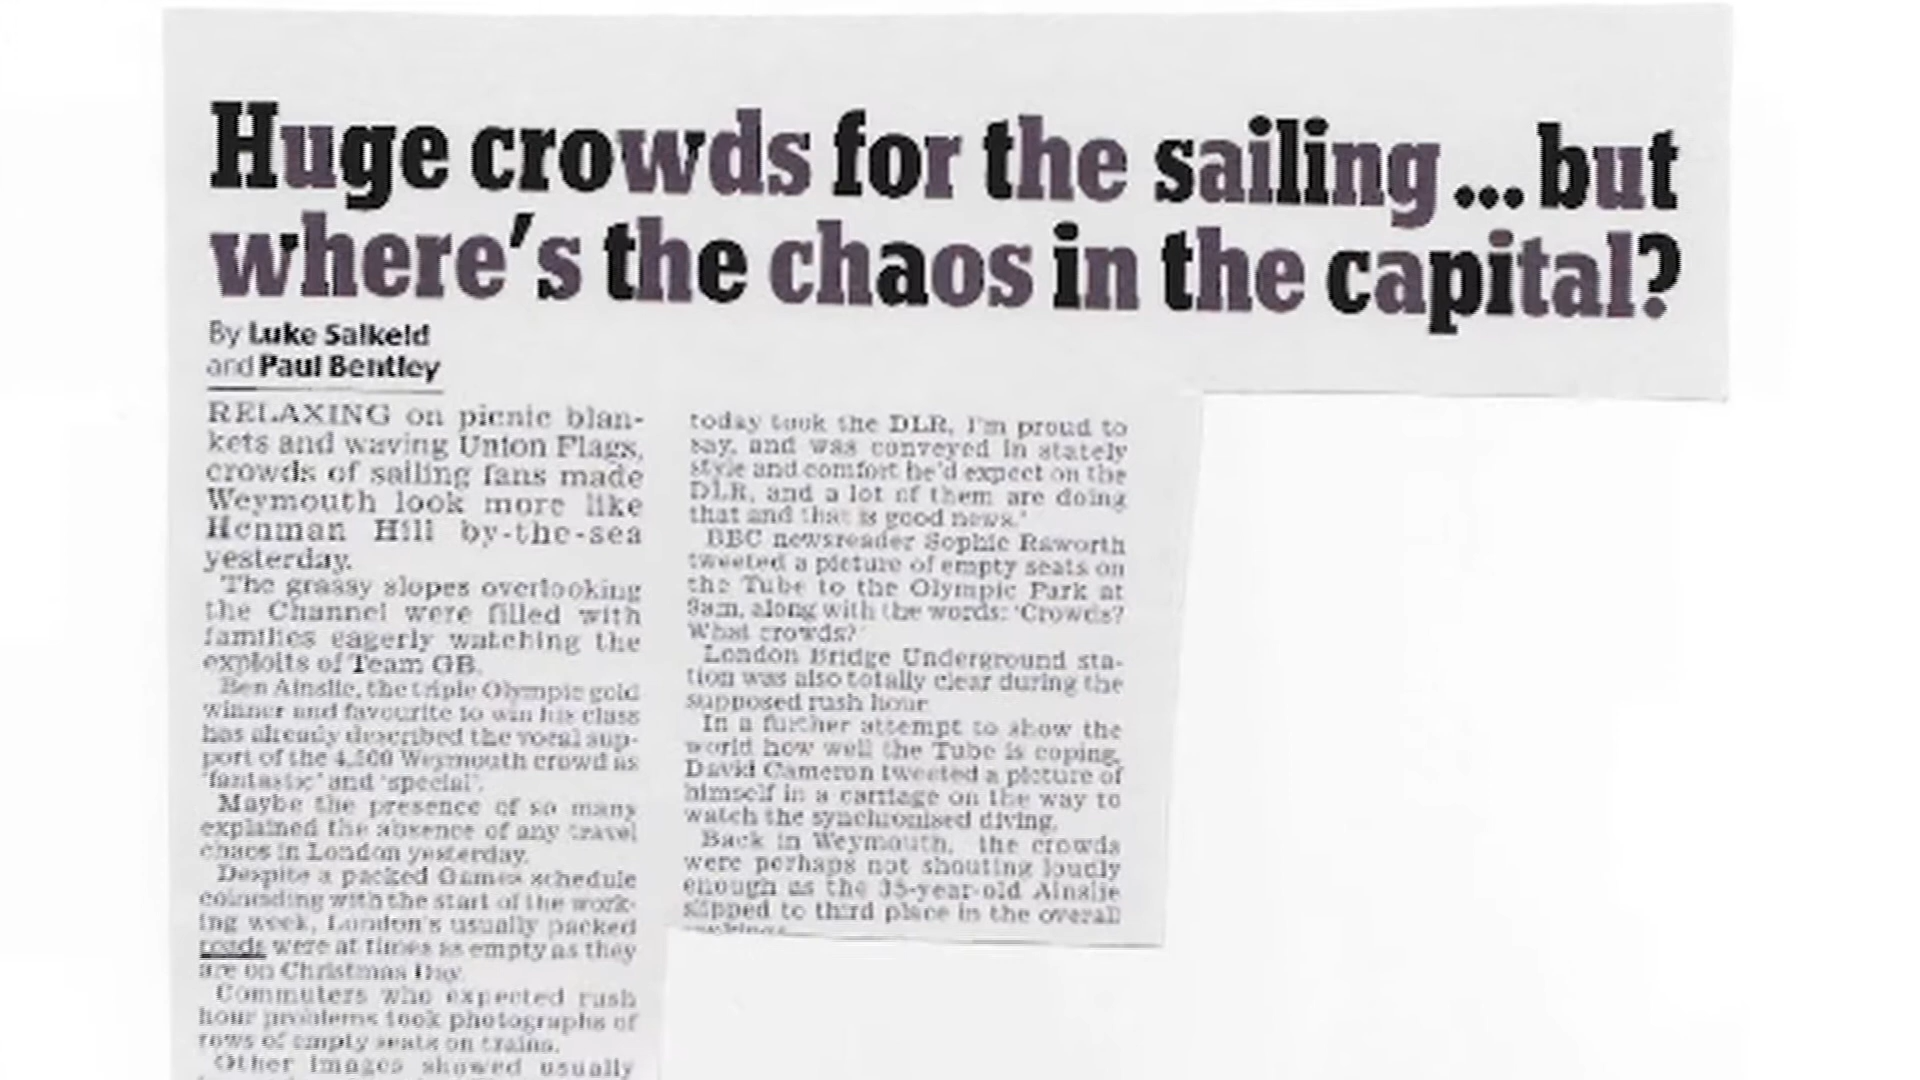 Huge crowds for the sailing... but
where's the chaos in the capital?
By Luke Salkeld
and Paul Bentley
RELAXING on picnic blan-
kets and waving Union Flags,
crowds of sailing fans made
Weymouth look more like
Henman Hill by-the-sea
yesterday.
The grassy slopes overlooking
the Channel were filled with
families eagerly watching the
exploits of Team GB.
Ben Ainslie, the triple Olympic gold
winner and favourite to win his class
has already described the vocal sup-
port of the 4,500 Weymouth crowd as
'fantastic' and 'special'.
Maybe the presence of so many
explained the absence of any travel
chaos in London yesterday.
Despite a packed Games schedule
coinciding with the start of the work-
ing week, London's usually packed
roads were at times as empty as they
are on Christmas Day.
Commuters who expected rush
hour problems took photographs of
rows of empty seats on trains.
Other images showed usually
today took the DLR, I'm proud to
say, and was conveyed in stately
style and comfort he'd expect on the
DLR, and a lot of them are doing
that and that is good news.'
BBC newsreader Sophie Raworth
tweeted a picture of empty seats on
the Tube to the Olympic Park at
9am, along with the words: 'Crowds?
What crowds?'
London Bridge Underground sta-
tion was also totally clear during the
supposed rush hour
In a further attempt to show the
world how well the Tube is coping,
David Cameron tweeted a picture of
himself in a carriage on the way to
watch the synchronised diving.
Back in Weymouth, the crowds
were perhaps not shouting loudly
enough as the 35-year-old Ainslie
slipped to third place in the overall